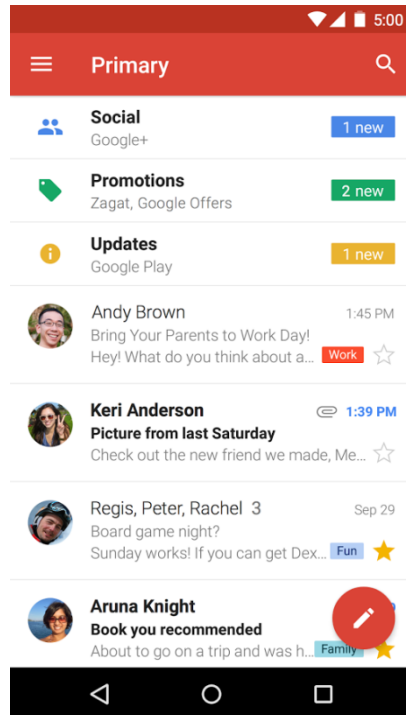 5:00
Primary
Social
Google+
1 new
Promotions
Zagat, Google Offers
2 new
Updates
Google Play
1 new
Andy Brown 1:45 PM
Bring Your Parents to Work Day!
Hey! What do you think about a... Work
Keri Anderson 1:39 PM
Picture from last Saturday
Check out the new friend we made, Me...
Regis, Peter, Rachel 3 Sep 29
Board game night?
Sunday works! If you can get Dex... Fun
Aruna Knight
Book you recommended
About to go on a trip and was h... Family